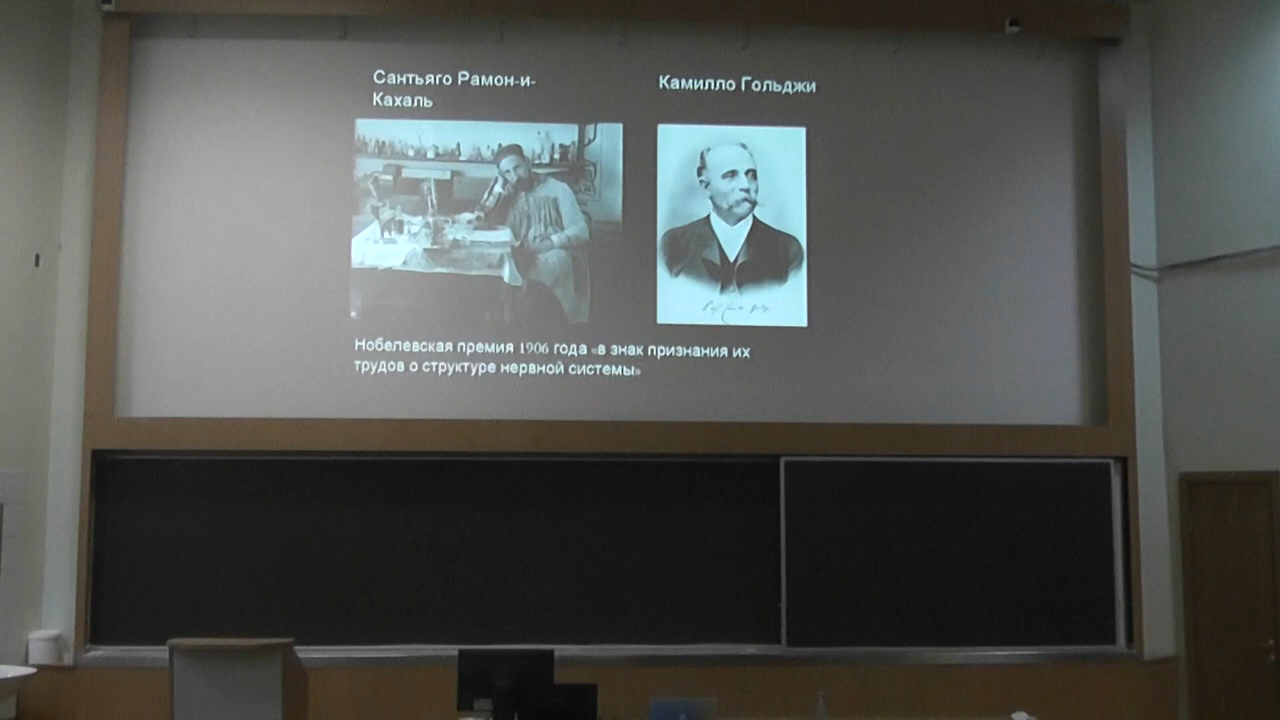 Сантьяго Рамон-и-
Кахаль
Камилло Гольджи
Нобелевская премия 1906 года «в знак признания их
трудов о структуре нервной системы»